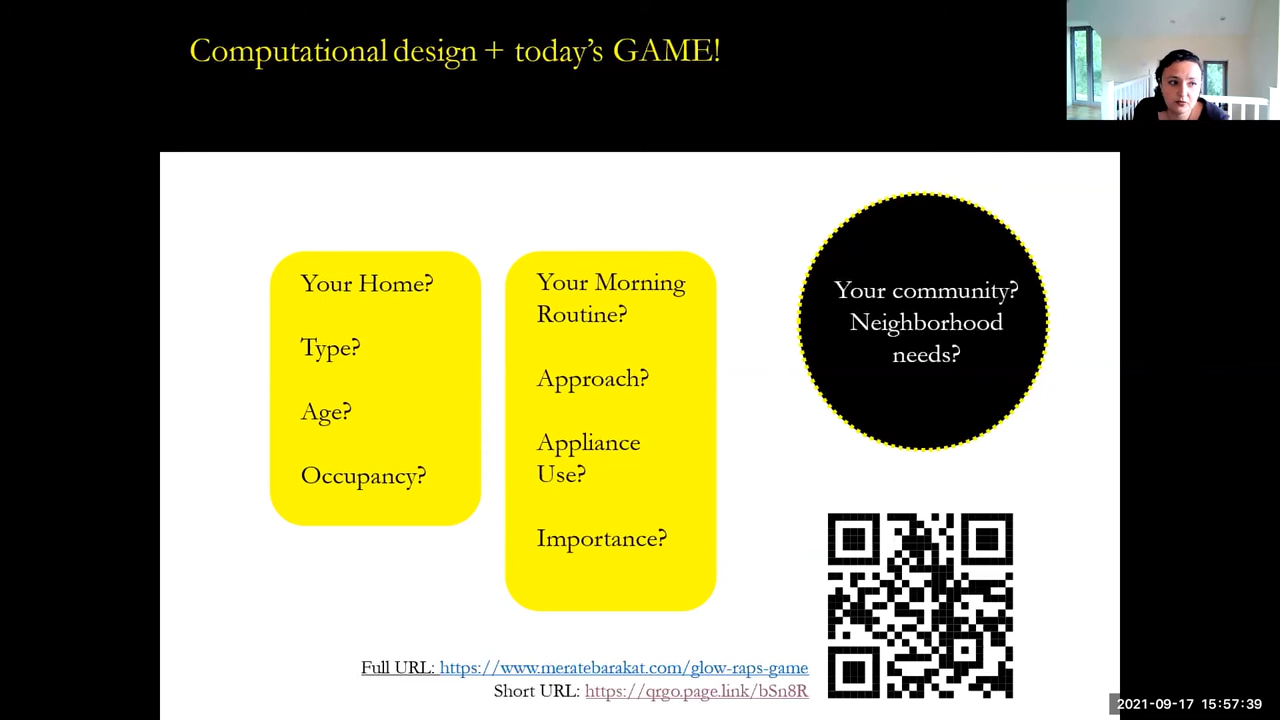 Computational design + today's GAME!
Your Home?
Type?
Age?
Occupancy?
Your Morning
Routine?
Approach?
Appliance
Use?
Importance?
Your community?
Neighborhood
needs?
Full URL: https://www.meratebarakat.com/glow-raps-game
Short URL: https://qrgo.page.link/bSn8R
2021-09-17 15:57:39